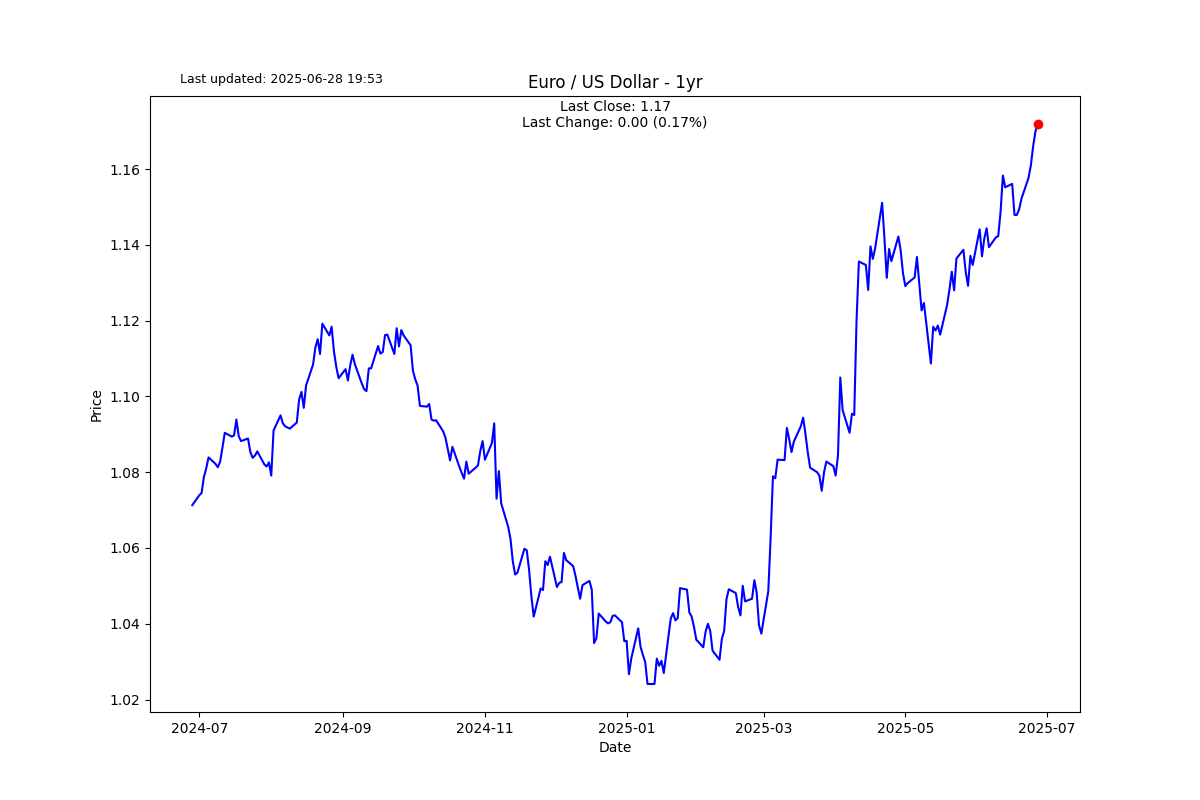 Last updated: 2025-06-28 19:53
Euro / US Dollar - 1yr
Last Close: 1.17
Last Change: 0.00 (0.17%)
1.16
1.14
1.12
1.10
1.08
1.06
1.04
1.02
Price
2024-07 2024-09 2024-11 2025-01 2025-03 2025-05 2025-07
Date